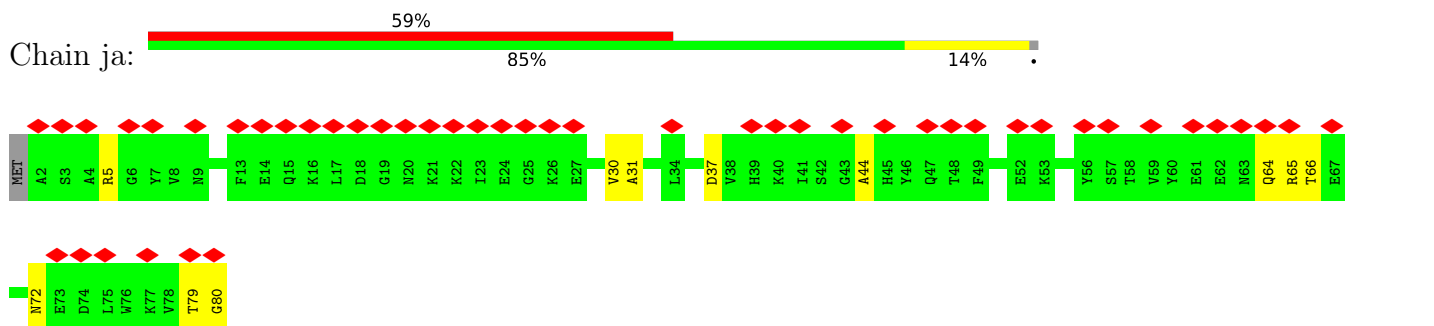 59%
Chain ja:
85% 14% •
MET A2 S3 A4 R5 G6 Y7 V8 N9 F13 E14 Q15 K16 L17 D18 G19 N20 K21 K22 I23 E24 G25 K26 E27 V30 A31 L34 D37 V38 H39 K40 I41 S42 G43 A44 H45 Y46 Q47 T48 F49 E52 K53 Y56 S57 T58 V59 Y60 E61 E62 N63 Q64 R65 T66 E67
N72 E73 D74 L75 W76 K77 V78 T79 G80